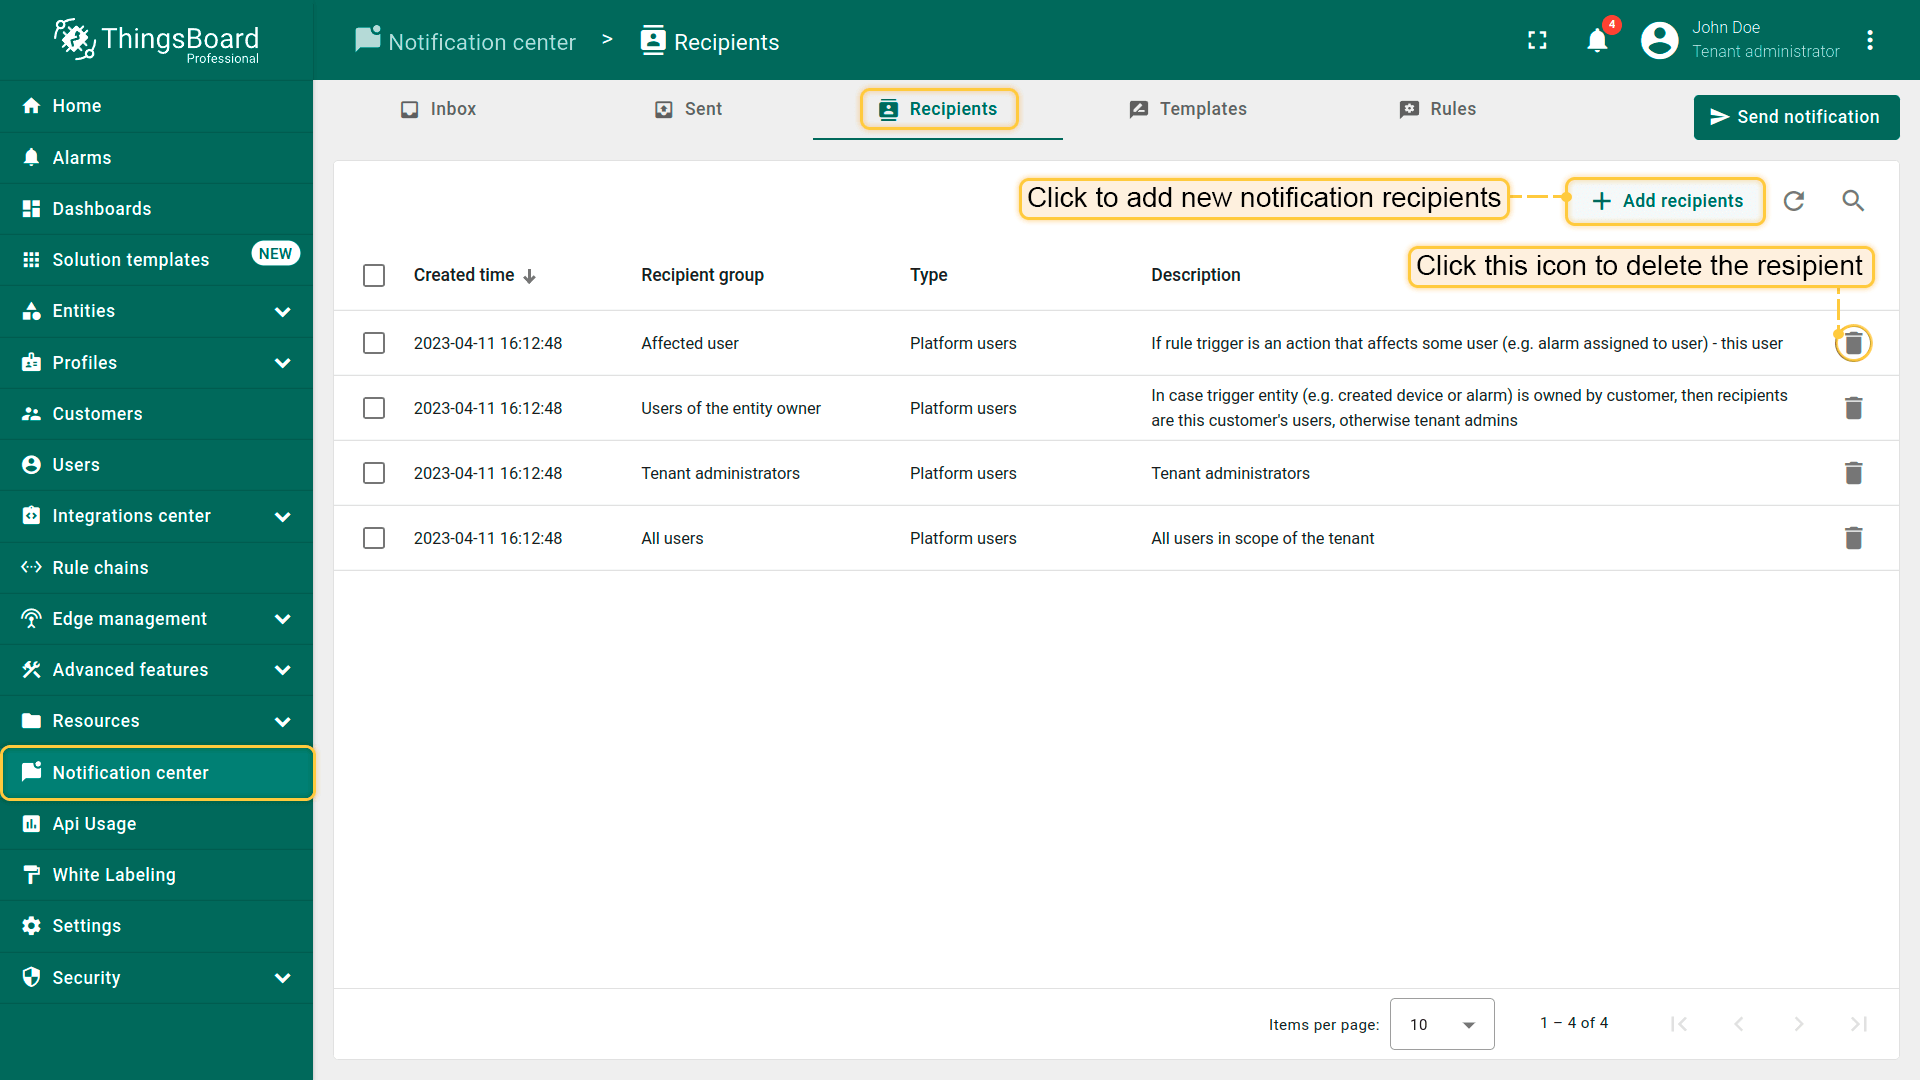 ThingsBoard
Professional
Notification center > Recipients
4
John Doe
Tenant administrator
Home
Alarms
Dashboards
Solution templates NEW
Entities
Profiles
Customers
Users
Integrations center
Rule chains
Edge management
Advanced features
Resources
Notification center
Api Usage
White Labeling
Settings
Security
Inbox Sent Recipients Templates Rules
Send notification
Click to add new notification recipients
+ Add recipients
Click this icon to delete the resipient
Created time Recipient group Type Description
2023-04-11 16:12:48 Affected user Platform users If rule trigger is an action that affects some user (e.g. alarm assigned to user) - this user
2023-04-11 16:12:48 Users of the entity owner Platform users In case trigger entity (e.g. created device or alarm) is owned by customer, then recipients
are this customer's users, otherwise tenant admins
2023-04-11 16:12:48 Tenant administrators Platform users Tenant administrators
2023-04-11 16:12:48 All users Platform users All users in scope of the tenant
Items per page: 10 1 – 4 of 4